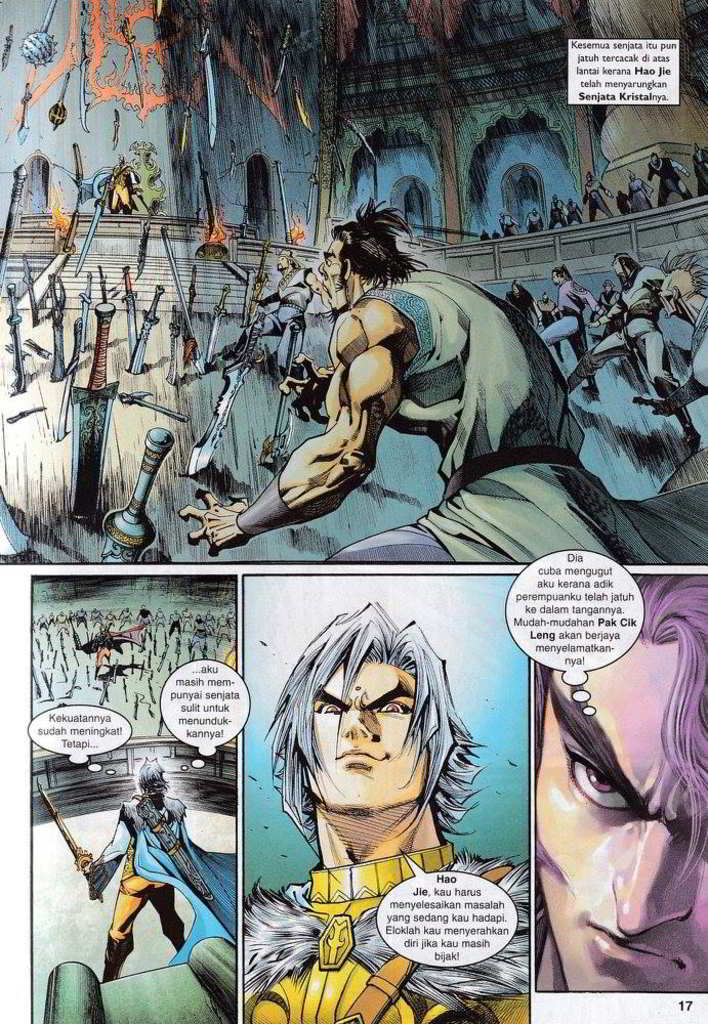 Kesemua senjata itu pun
jatuh tercacak di atas
lantai kerana Hao Jie
telah menyarungkan
Senjata Kristalnya.
Kekuatannya
sudah meningkat!
Tetapi...
...aku
masih mem-
punyai senjata
sulit untuk
menunduk-
kannya!
Hao
Jie, kau harus
menyelesaikan masalah
yang sedang kau hadapi.
Eloklah kau menyerahkan
diri jika kau masih
bijak!
Dia
cuba mengugut
aku kerana adik
perempuanku telah jatuh
ke dalam tangannya.
Mudah-mudahan Pak Cik
Leng akan berjaya
menyelamatkan-
nya!
17